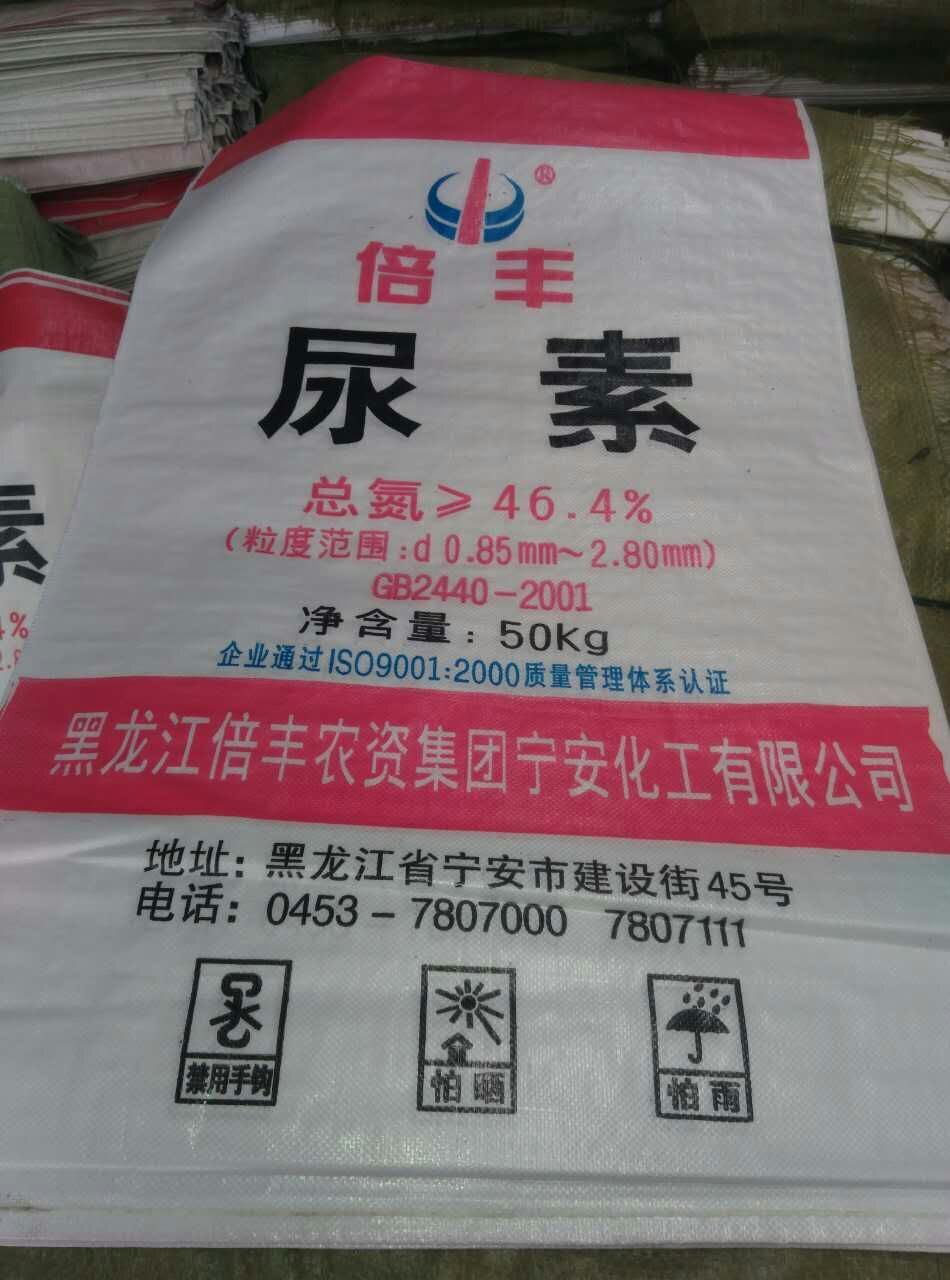 ®
倍丰
尿素
总氮≥46.4%
(粒度范围:d 0.85mm~2.80mm)
GB2440-2001
净含量:50Kg
企业通过ISO9001:2000质量管理体系认证
黑龙江倍丰农资集团宁安化工有限公司
地址:黑龙江省宁安市建设街45号
电话:0453-7807000 7807111
禁用手钩
怕晒
怕雨
素
4%